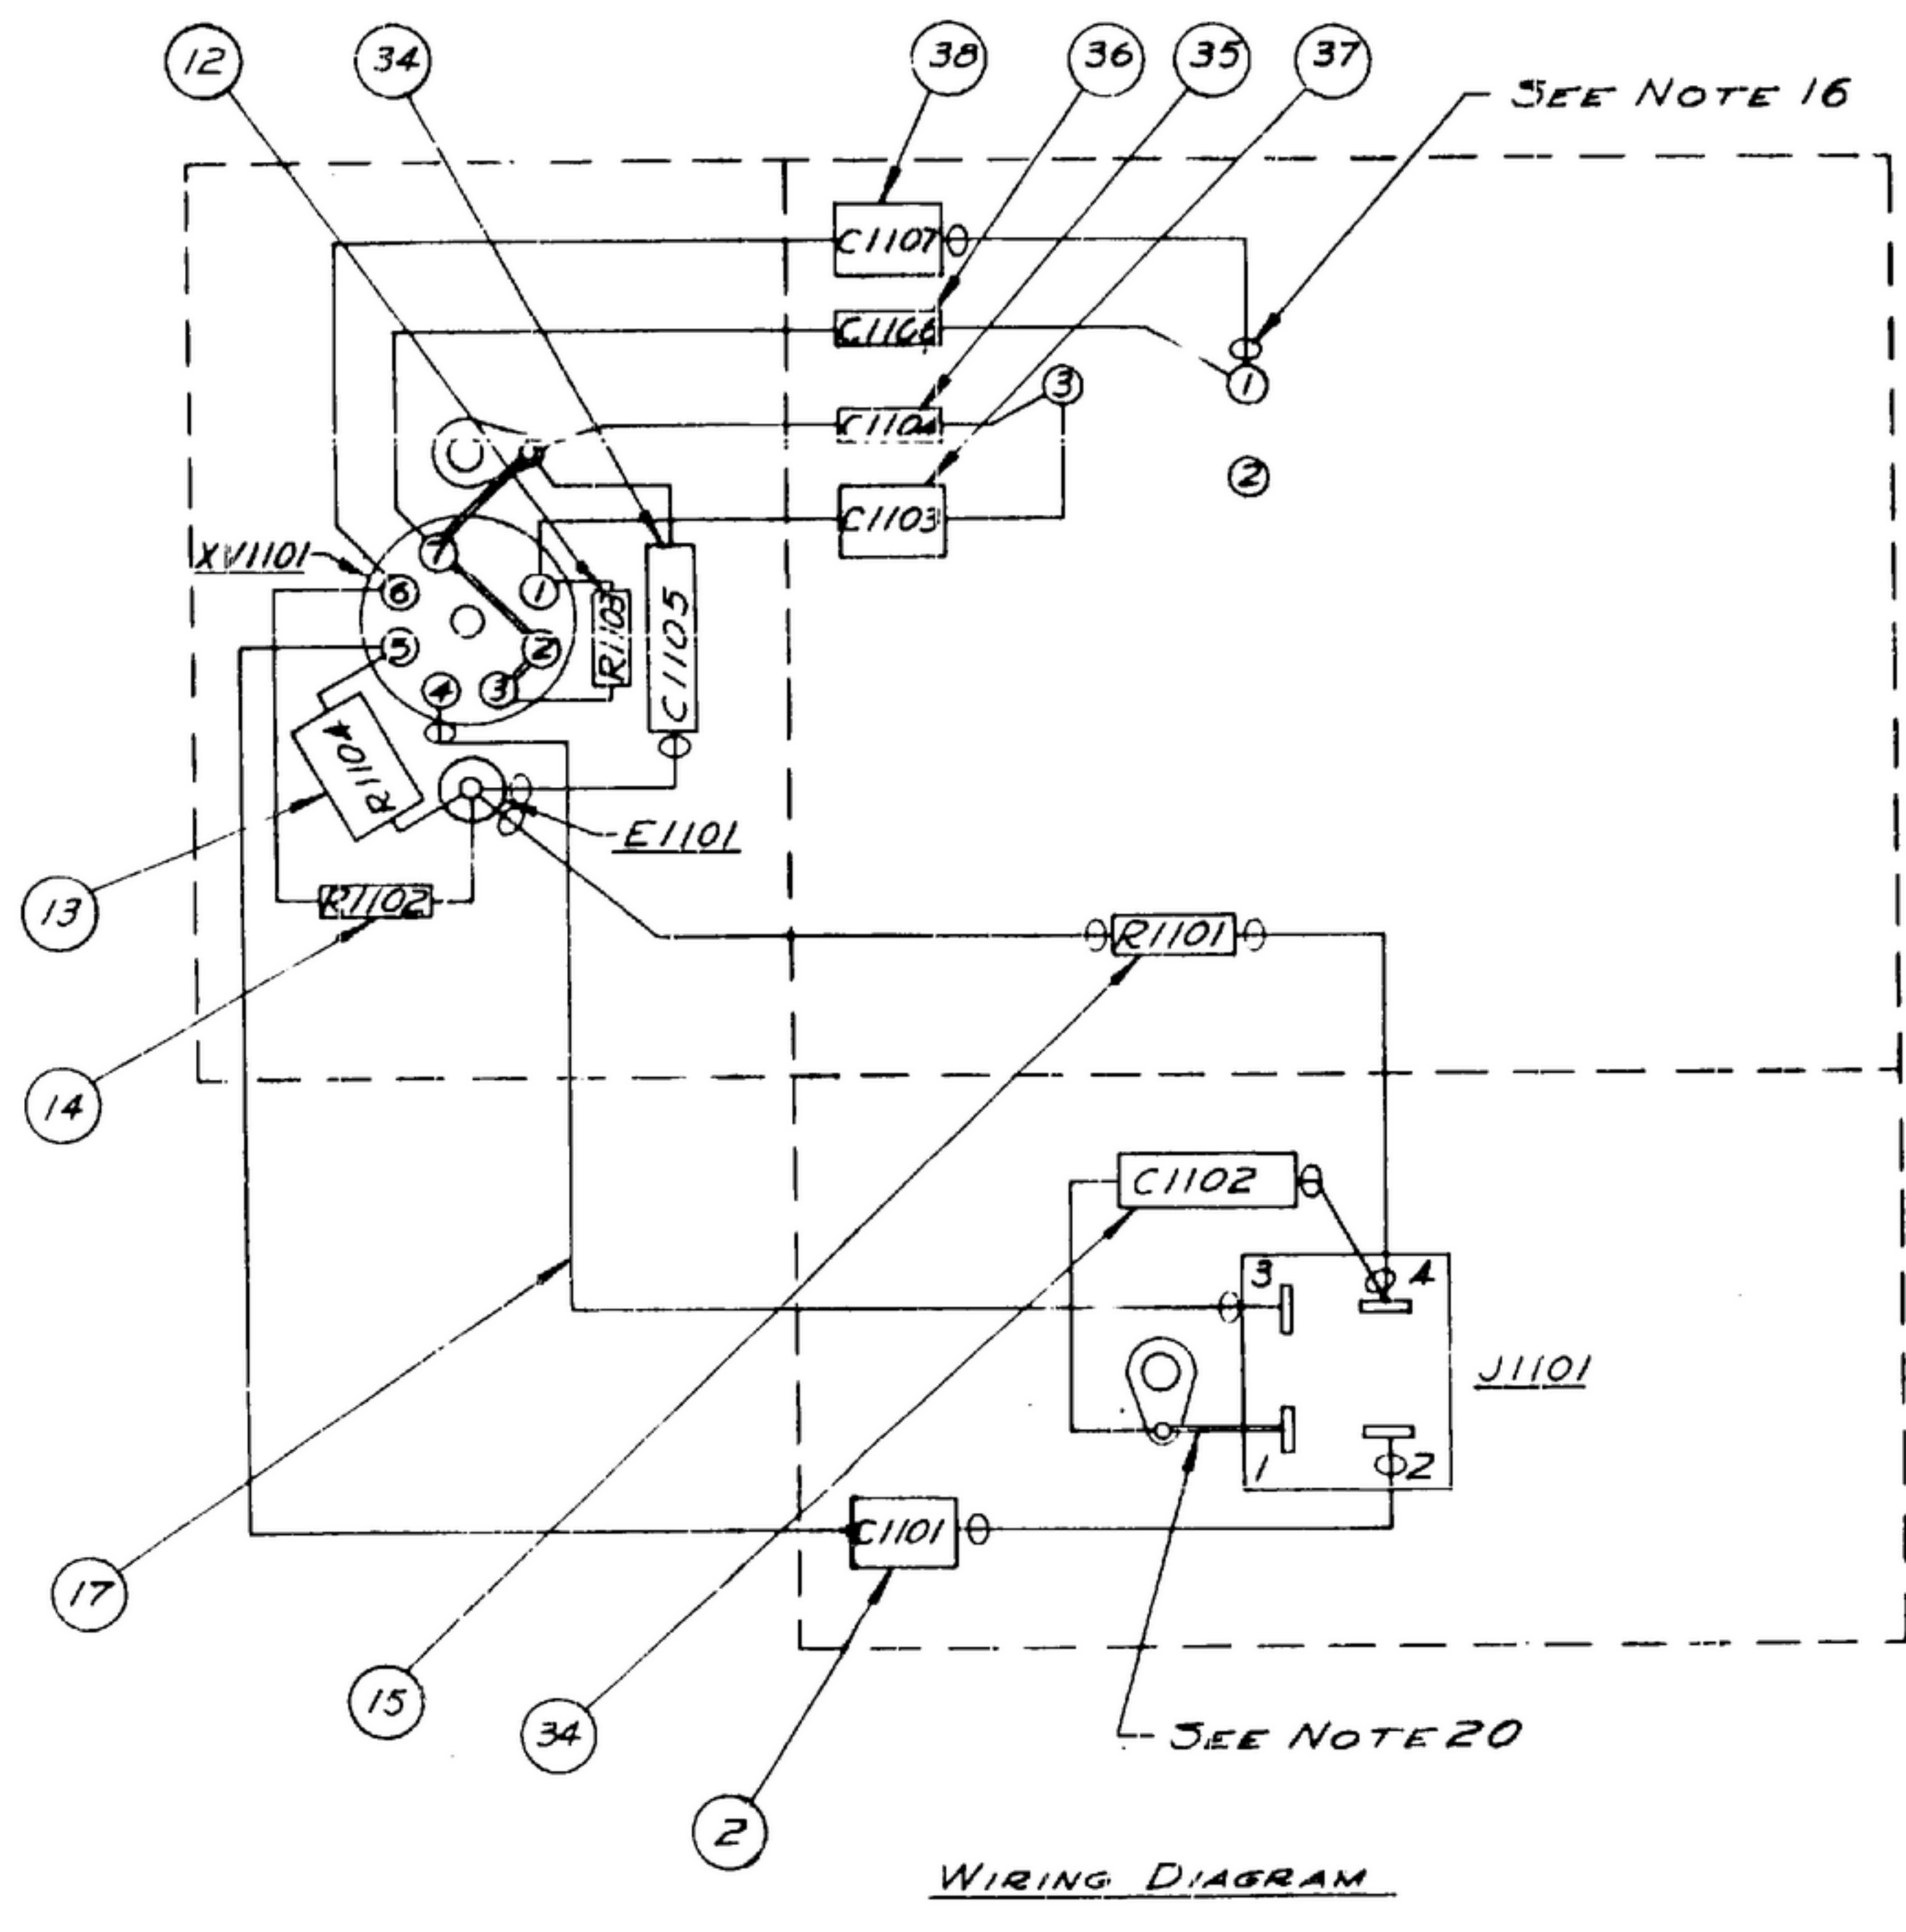 12 34 38 36 35 37
SEE NOTE 16
C1107
C1106
3
1
C1104
2
C1103
XV1101
7
6
1
5
2
4
3
R1103
C1105
R1104
E1101
13
R1102
R1101
14
C1102
3 4
J1101
1 2
C1101
17
15
34
SEE NOTE 20
2
WIRING DIAGRAM